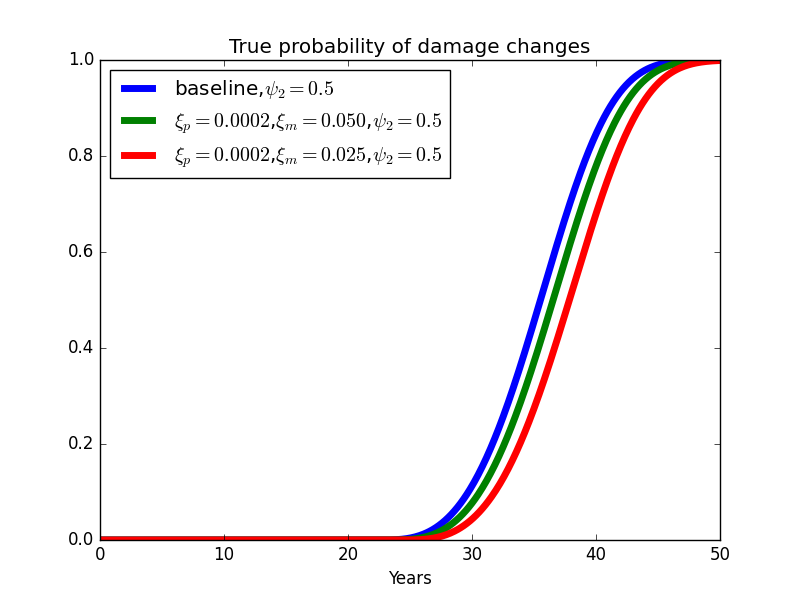 True probability of damage changes
baseline,ψ₂ = 0.5
ξₚ = 0.0002,ξₘ = 0.050,ψ₂ = 0.5
ξₚ = 0.0002,ξₘ = 0.025,ψ₂ = 0.5
1.0
0.8
0.6
0.4
0.2
0.0
0 10 20 30 40 50
Years